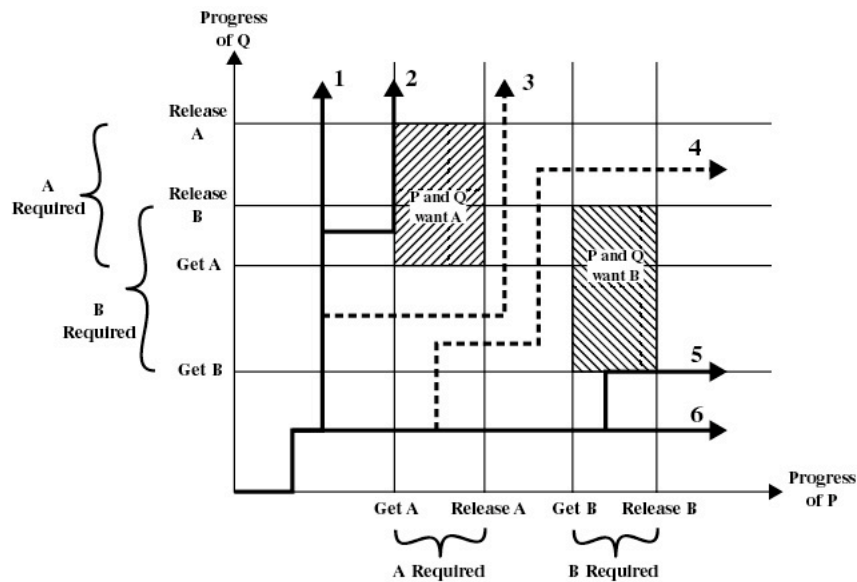 Progress
of Q
1
2
3
4
Release
A
A
Required
Release
B
P and Q
want A
Get A
P and Q
want B
B
Required
Get B
5
6
Progress
of P
Get A
Release A
Get B
Release B
A Required
B Required